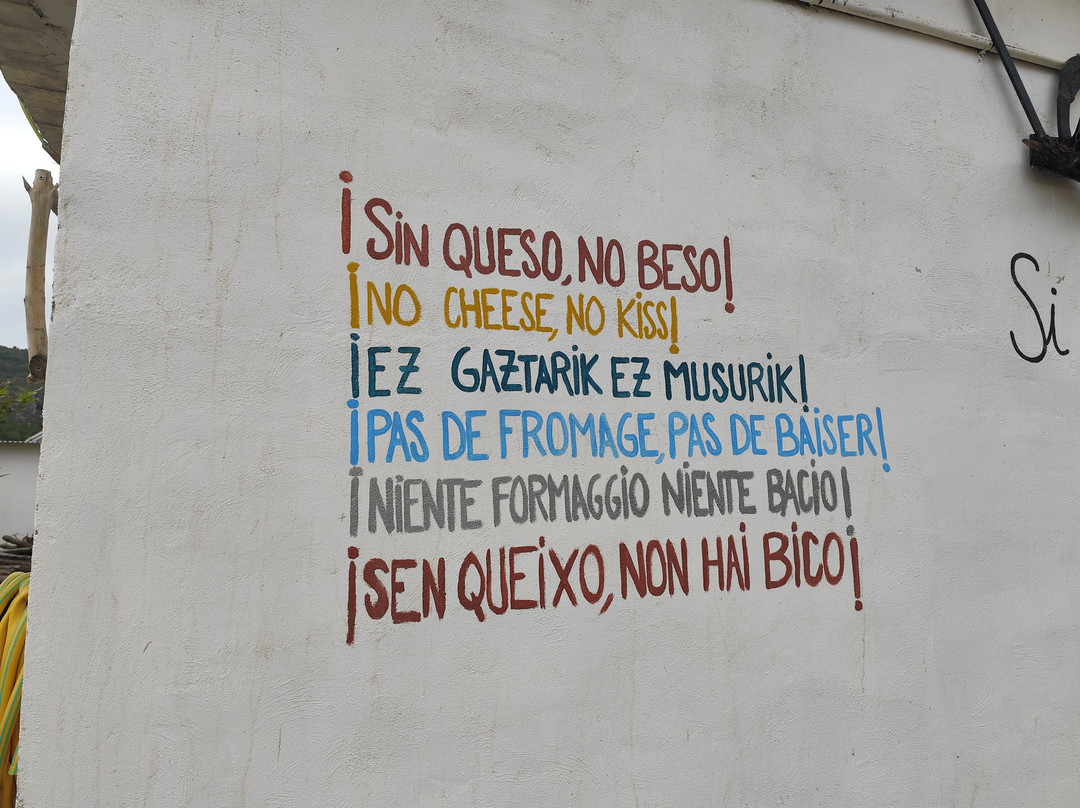 ¡SiN QUESO, NO BESO!
¡NO CHEESE, NO KiSS!
¡EZ GAZTARiK EZ MUSURiK!
¡PAS DE FROMAGE, PAS DE BAiSER!
¡NiENTE FORMAGGiO NiENTE BACiO!
¡SEN QUEiXO, NON HAi BiCO!
Si